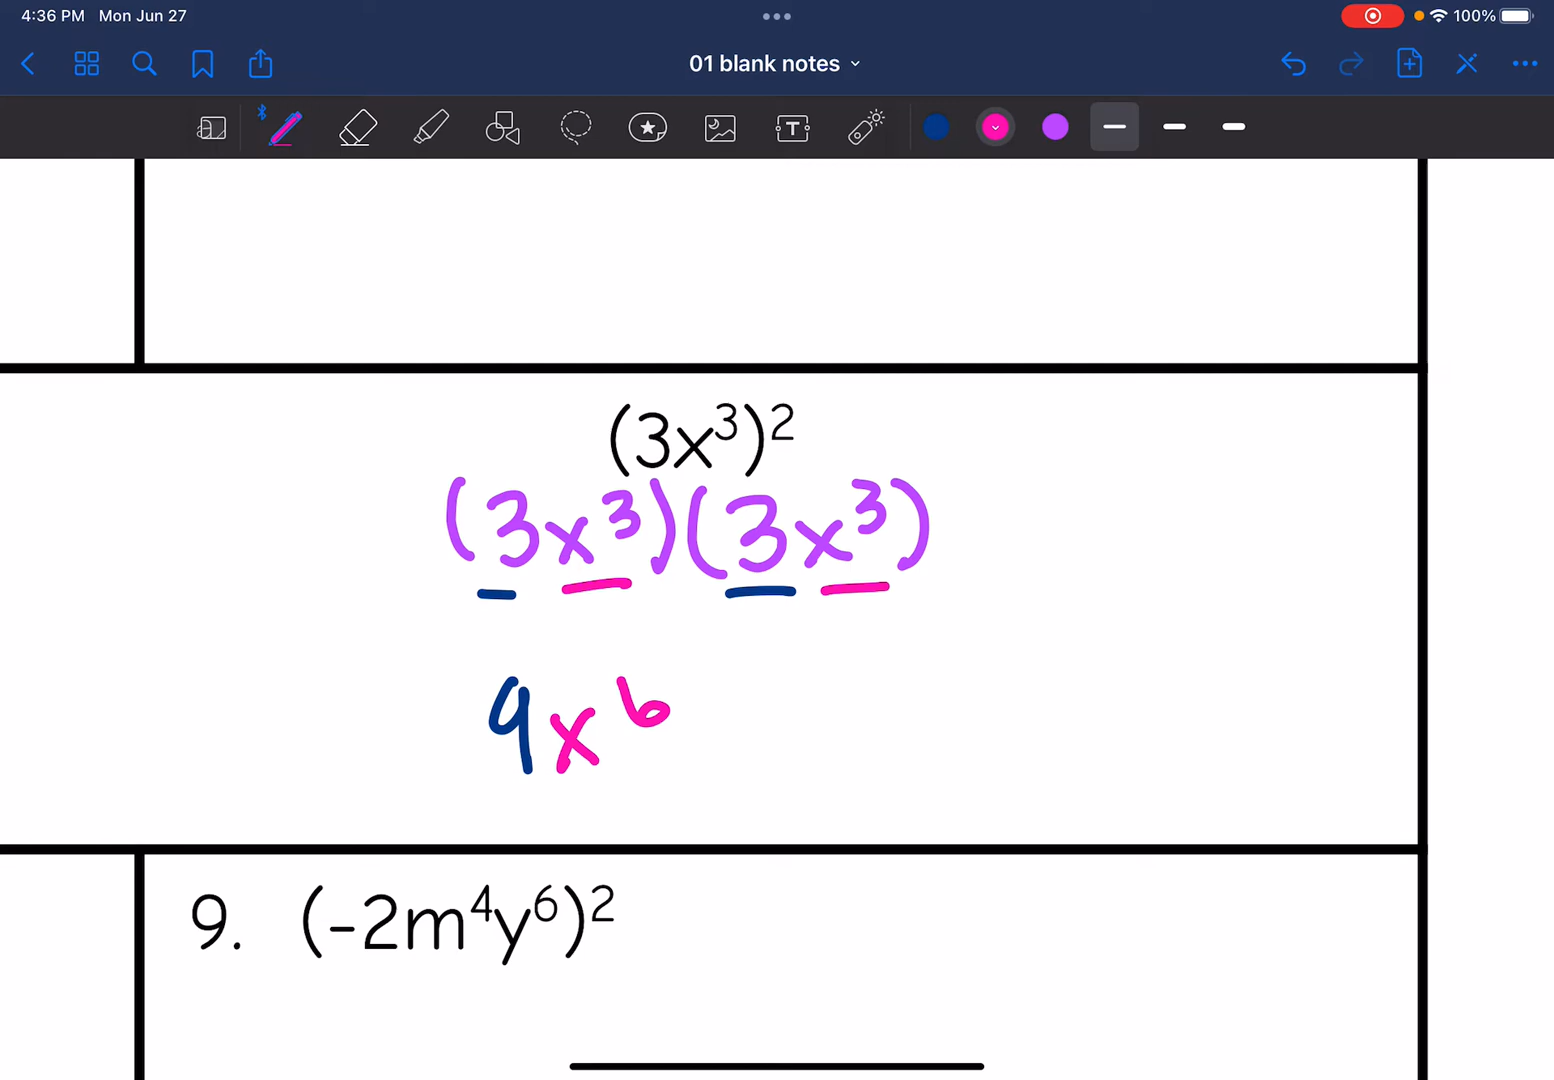 4:36 PM Mon Jun 27
100%
01 blank notes
T
(3x³)²
(3x³)(3x³)
9x⁶
9. (-2m⁴y⁶)²